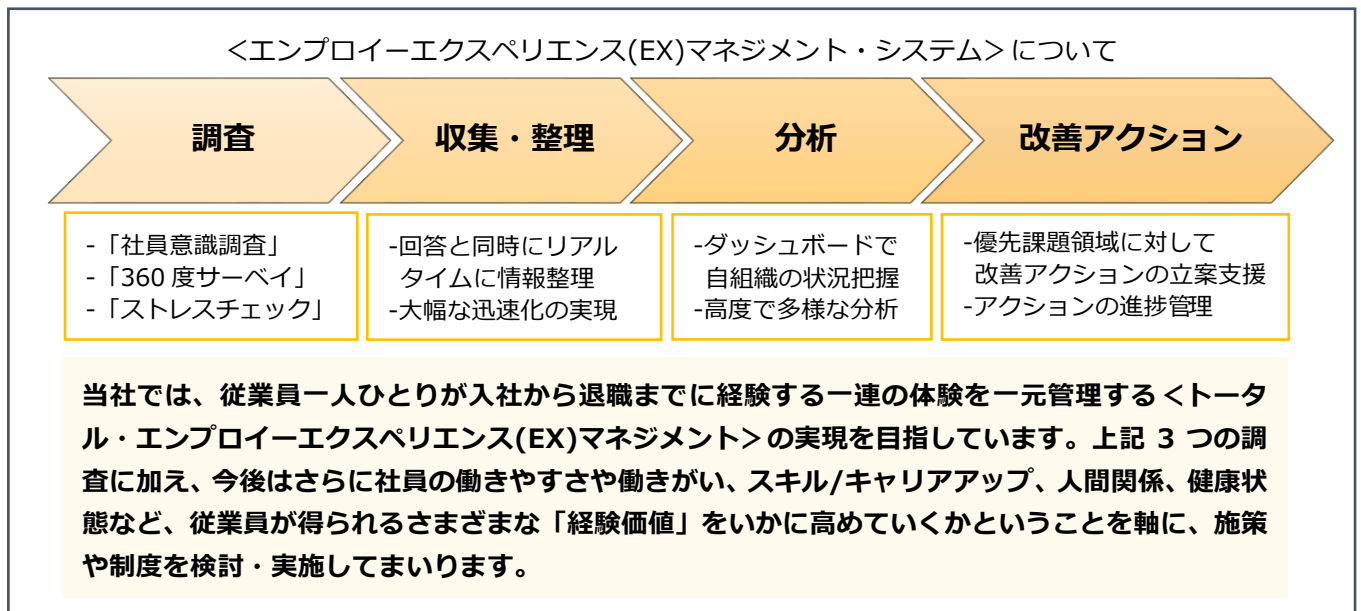 ＜エンプロイーエクスペリエンス(EX)マネジメント・システム＞について
調査
収集・整理
分析
改善アクション
-「社員意識調査」
-「360 度サーベイ」
-「ストレスチェック」
-回答と同時にリアル
タイムに情報整理
-大幅な迅速化の実現
-ダッシュボードで
自組織の状況把握
-高度で多様な分析
-優先課題領域に対して
改善アクションの立案支援
-アクションの進捗管理
当社では、従業員一人ひとりが入社から退職までに経験する一連の体験を一元管理する＜トータ
ル・エンプロイーエクスペリエンス(EX)マネジメント＞の実現を目指しています。上記 3 つの調
査に加え、今後はさらに社員の働きやすさや働きがい、スキル/キャリアアップ、人間関係、健康状
態など、従業員が得られるさまざまな「経験価値」をいかに高めていくかということを軸に、施策
や制度を検討・実施してまいります。